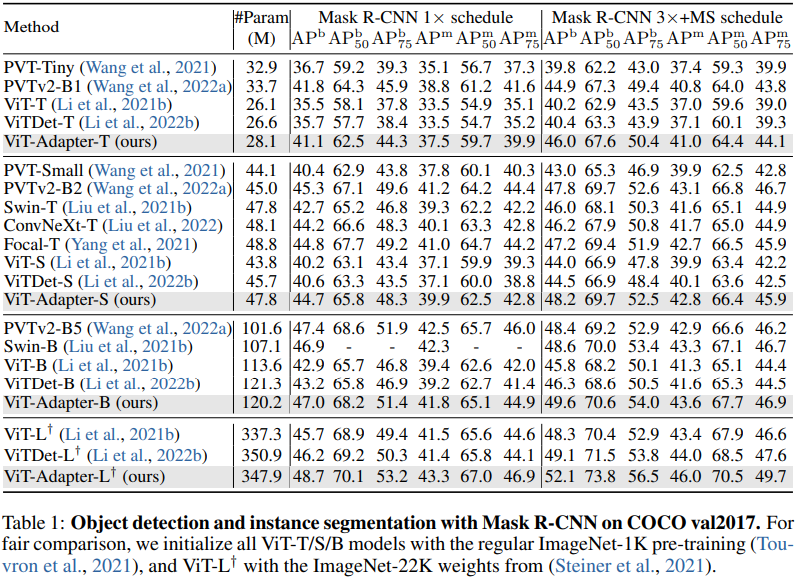 Method #Param (M) Mask R-CNN 1× schedule Mask R-CNN 3×+MS schedule
APᵇ APᵇ₅₀ APᵇ₇₅ APᵐ APᵐ₅₀ APᵐ₇₅ APᵇ APᵇ₅₀ APᵇ₇₅ APᵐ APᵐ₅₀ APᵐ₇₅
PVT-Tiny (Wang et al., 2021) 32.9 36.7 59.2 39.3 35.1 56.7 37.3 39.8 62.2 43.0 37.4 59.3 39.9
PVTv2-B1 (Wang et al., 2022a) 33.7 41.8 64.3 45.9 38.8 61.2 41.6 44.9 67.3 49.4 40.8 64.0 43.8
ViT-T (Li et al., 2021b) 26.1 35.5 58.1 37.8 33.5 54.9 35.1 40.2 62.9 43.5 37.0 59.6 39.0
ViTDet-T (Li et al., 2022b) 26.6 35.7 57.7 38.4 33.5 54.7 35.2 40.4 63.3 43.9 37.1 60.1 39.3
ViT-Adapter-T (ours) 28.1 41.1 62.5 44.3 37.5 59.7 39.9 46.0 67.6 50.4 41.0 64.4 44.1
PVT-Small (Wang et al., 2021) 44.1 40.4 62.9 43.8 37.8 60.1 40.3 43.0 65.3 46.9 39.9 62.5 42.8
PVTv2-B2 (Wang et al., 2022a) 45.0 45.3 67.1 49.6 41.2 64.2 44.4 47.8 69.7 52.6 43.1 66.8 46.7
Swin-T (Liu et al., 2021b) 47.8 42.7 65.2 46.8 39.3 62.2 42.2 46.0 68.1 50.3 41.6 65.1 44.9
ConvNeXt-T (Liu et al., 2022) 48.1 44.2 66.6 48.3 40.1 63.3 42.8 46.2 67.9 50.8 41.7 65.0 44.9
Focal-T (Yang et al., 2021) 48.8 44.8 67.7 49.2 41.0 64.7 44.2 47.2 69.4 51.9 42.7 66.5 45.9
ViT-S (Li et al., 2021b) 43.8 40.2 63.1 43.4 37.1 59.9 39.3 44.0 66.9 47.8 39.9 63.4 42.2
ViTDet-S (Li et al., 2022b) 45.7 40.6 63.3 43.5 37.1 60.0 38.8 44.5 66.9 48.4 40.1 63.6 42.5
ViT-Adapter-S (ours) 47.8 44.7 65.8 48.3 39.9 62.5 42.8 48.2 69.7 52.5 42.8 66.4 45.9
PVTv2-B5 (Wang et al., 2022a) 101.6 47.4 68.6 51.9 42.5 65.7 46.0 48.4 69.2 52.9 42.9 66.6 46.2
Swin-B (Liu et al., 2021b) 107.1 46.9 - - 42.3 - - 48.6 70.0 53.4 43.3 67.1 46.7
ViT-B (Li et al., 2021b) 113.6 42.9 65.7 46.8 39.4 62.6 42.0 45.8 68.2 50.1 41.3 65.1 44.4
ViTDet-B (Li et al., 2022b) 121.3 43.2 65.8 46.9 39.2 62.7 41.4 46.3 68.6 50.5 41.6 65.3 44.5
ViT-Adapter-B (ours) 120.2 47.0 68.2 51.4 41.8 65.1 44.9 49.6 70.6 54.0 43.6 67.7 46.9
ViT-L† (Li et al., 2021b) 337.3 45.7 68.9 49.4 41.5 65.6 44.6 48.3 70.4 52.9 43.4 67.9 46.6
ViTDet-L† (Li et al., 2022b) 350.9 46.2 69.2 50.3 41.4 65.8 44.1 49.1 71.5 53.8 44.0 68.5 47.6
ViT-Adapter-L† (ours) 347.9 48.7 70.1 53.2 43.3 67.0 46.9 52.1 73.8 56.5 46.0 70.5 49.7
Table 1: Object detection and instance segmentation with Mask R-CNN on COCO val2017. For
fair comparison, we initialize all ViT-T/S/B models with the regular ImageNet-1K pre-training (Tou-
vron et al., 2021), and ViT-L† with the ImageNet-22K weights from (Steiner et al., 2021).